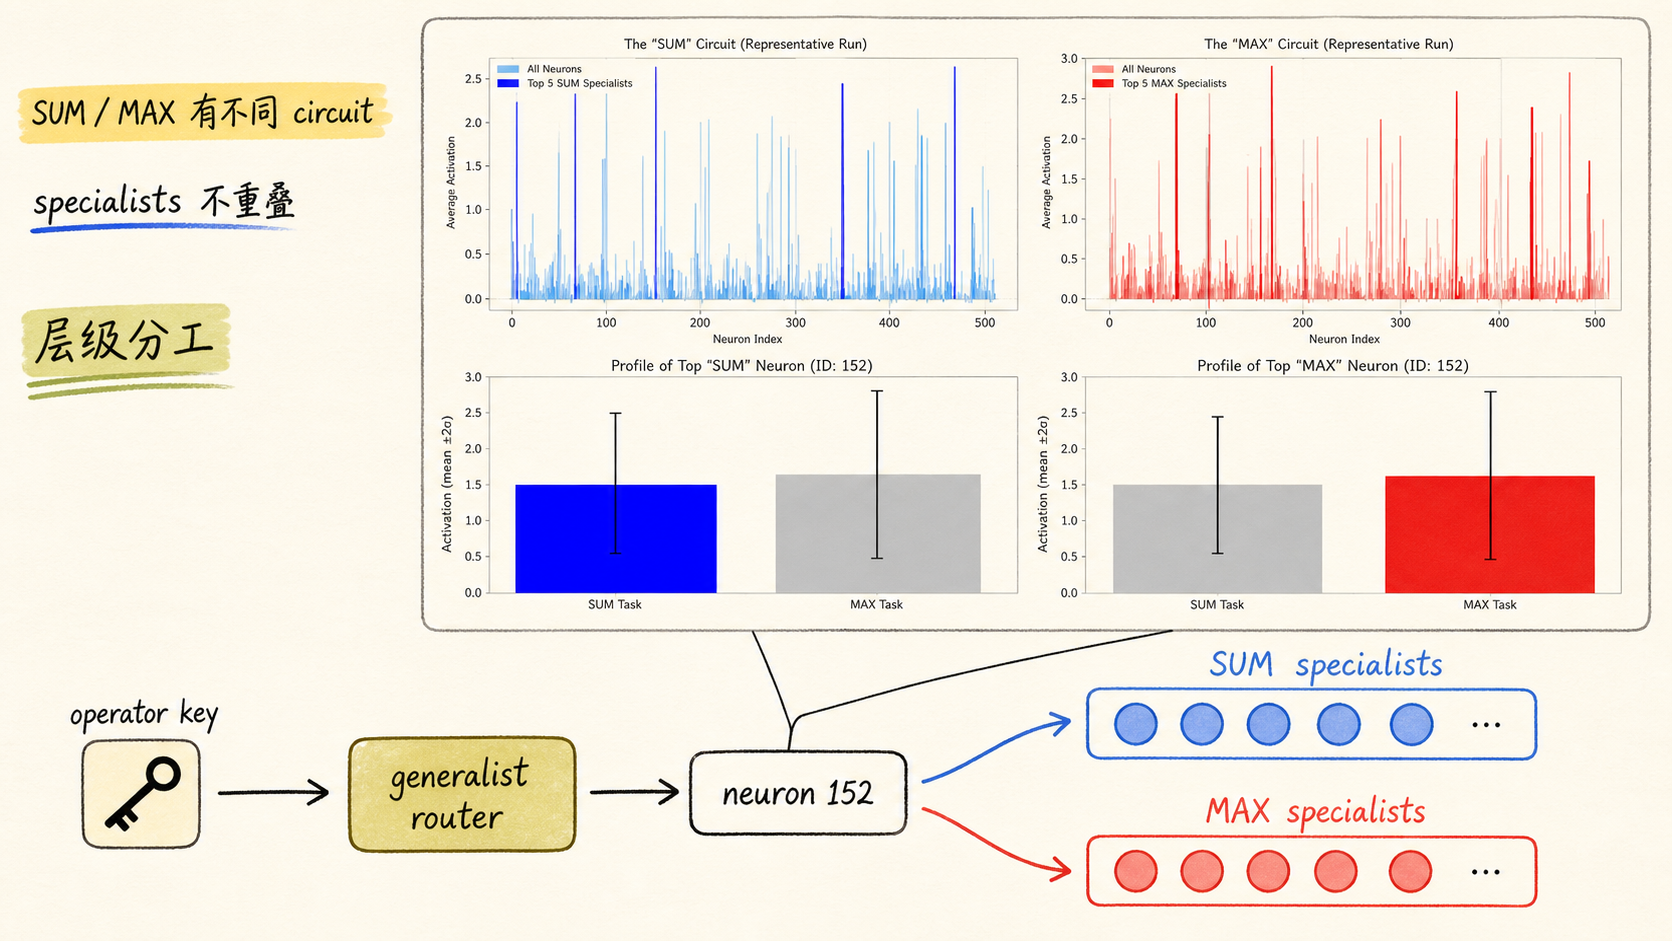 SUM / MAX 有不同 circuit
specialists 不重叠
层级分工
The “SUM” Circuit (Representative Run)
All Neurons
Top 5 SUM Specialists
Average Activation
2.5
2.0
1.5
1.0
0.5
0.0
0 100 200 300 400 500
Neuron Index
The “MAX” Circuit (Representative Run)
All Neurons
Top 5 MAX Specialists
Average Activation
3.0
2.5
2.0
1.5
1.0
0.5
0.0
0 100 200 300 400 500
Neuron Index
Profile of Top “SUM” Neuron (ID: 152)
Activation (mean ±2σ)
3.0
2.5
2.0
1.5
1.0
0.5
0.0
SUM Task MAX Task
Profile of Top “MAX” Neuron (ID: 152)
Activation (mean ±2σ)
3.0
2.5
2.0
1.5
1.0
0.5
0.0
SUM Task MAX Task
operator key
generalist
router
neuron 152
SUM specialists
...
MAX specialists
...